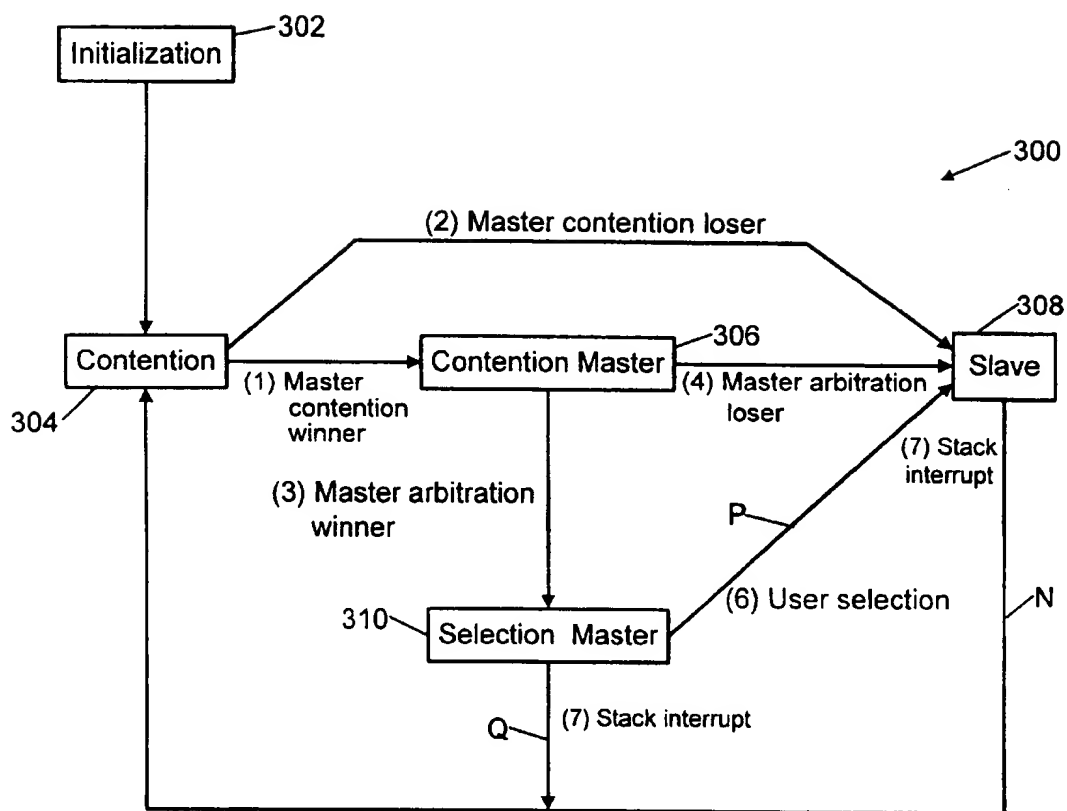 302
Initialization
300
(2) Master contention loser
308
306
Contention
Contention Master
Slave
(1) Master
contention
winner
(4) Master arbitration
loser
304
(7) Stack
interrupt
(3) Master arbitration
winner
P
(6) User selection
N
310
Selection Master
Q
(7) Stack interrupt